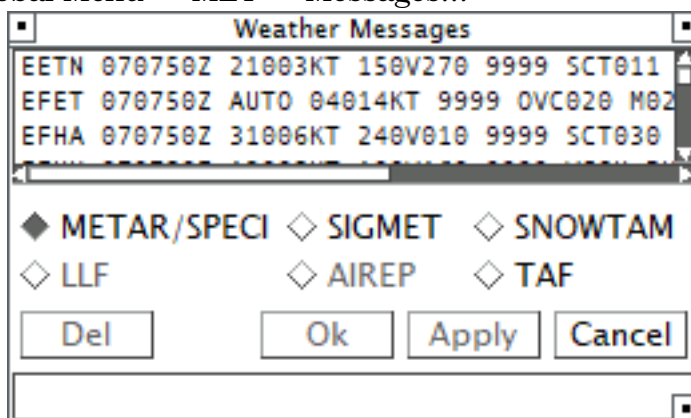 Weather Messages
EETN 070750Z 21003KT 150V270 9999 SCT011
EFET 070750Z AUTO 04014KT 9999 OVC020 M02
EFHA 070750Z 31006KT 240V010 9999 SCT030
METAR/SPECI SIGMET SNOWTAM
LLF AIREP TAF
Del Ok Apply Cancel